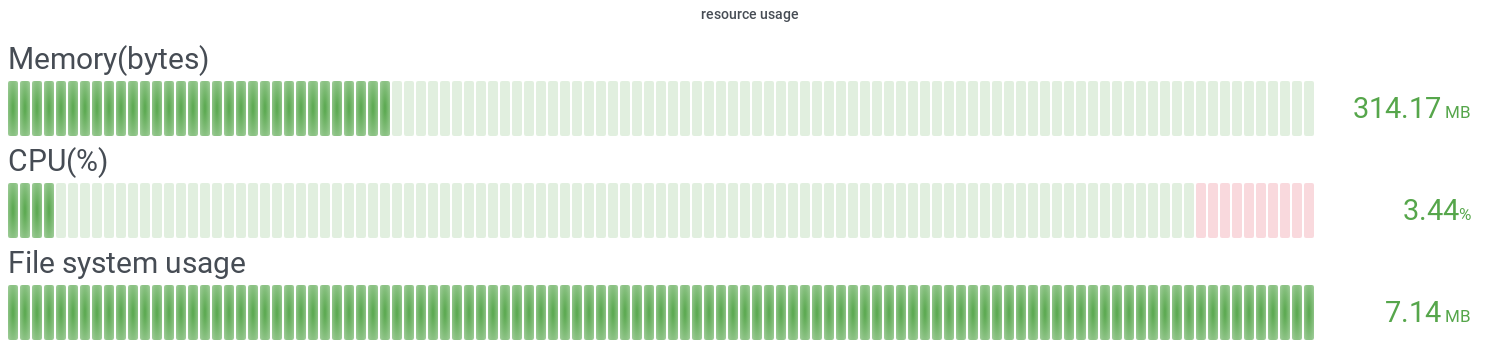 resource usage
Memory(bytes)
314.17 MB
CPU(%)
3.44%
File system usage
7.14 MB